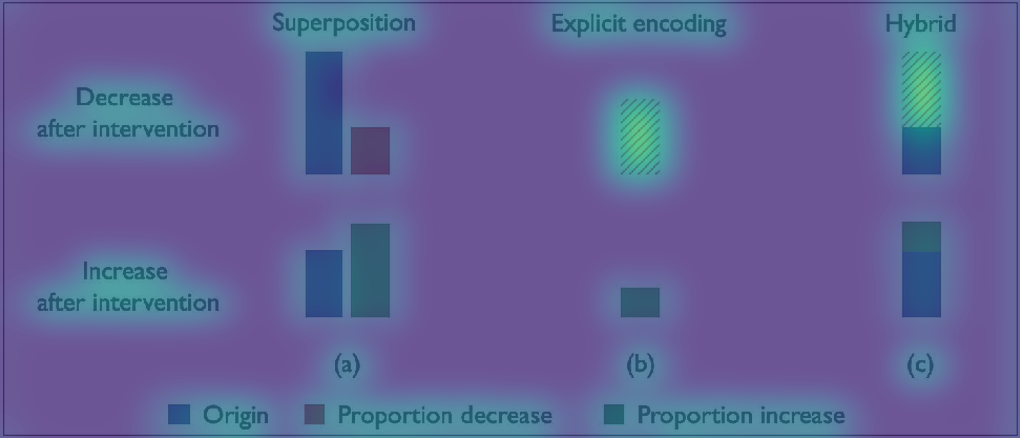 Superposition Explicit encoding Hybrid
Decrease
after intervention
Increase
after intervention
(a) (b) (c)
Origin Proportion decrease Proportion increase